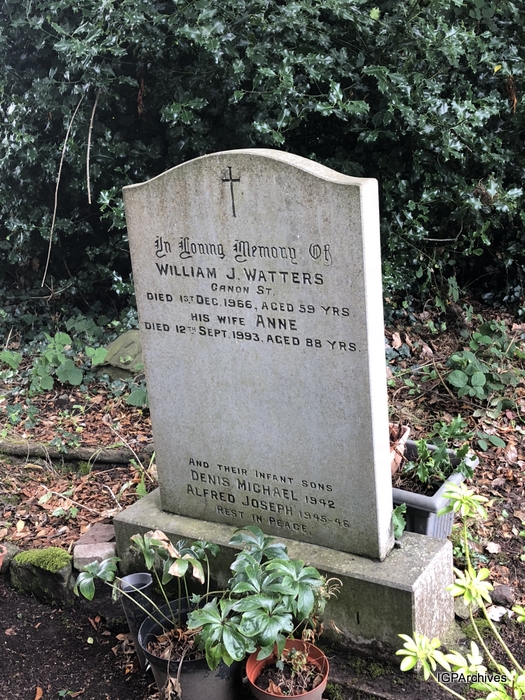 In Loving Memory Of
WILLIAM J. WATTERS
CANON ST.
DIED 1ST DEC. 1966, AGED 59 YRS
HIS WIFE ANNE
DIED 12TH SEPT. 1993, AGED 88 YRS.
AND THEIR INFANT SONS
DENIS MICHAEL 1942
ALFRED JOSEPH 1945-46
REST IN PEACE.
IGPArchives